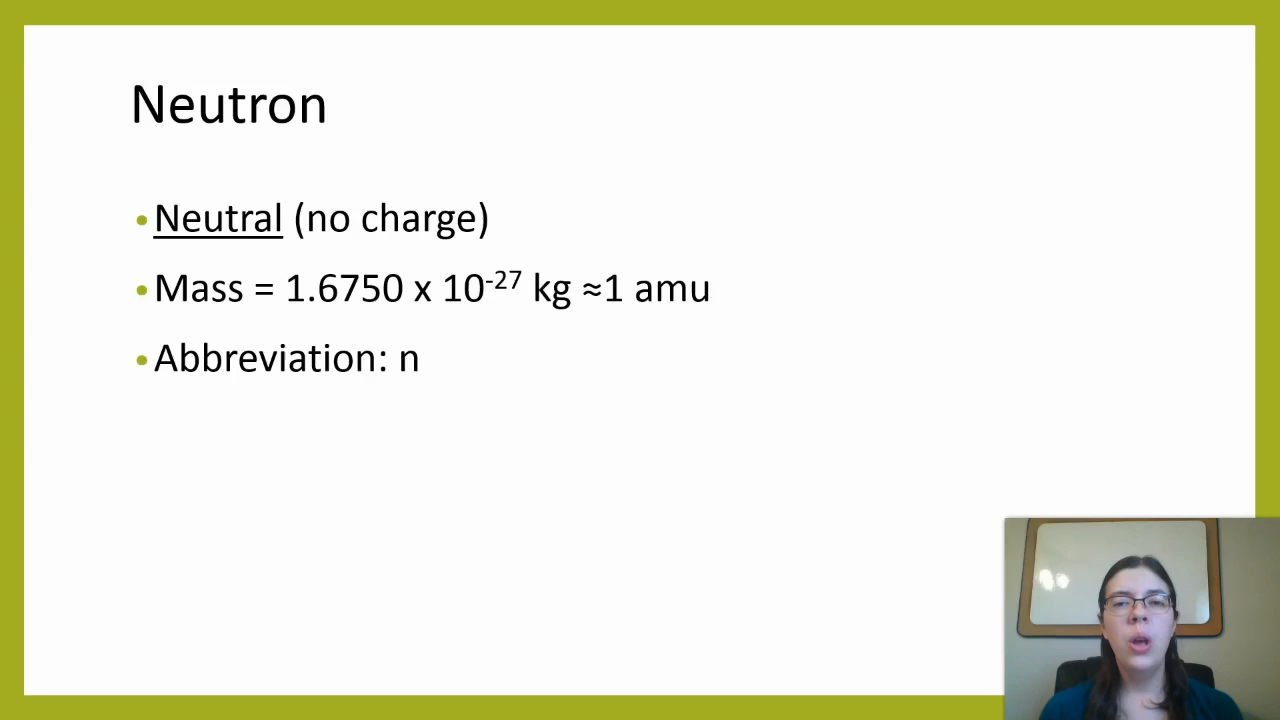 Neutron
•Neutral (no charge)
•Mass = 1.6750 x 10⁻²⁷ kg ≈1 amu
•Abbreviation: n